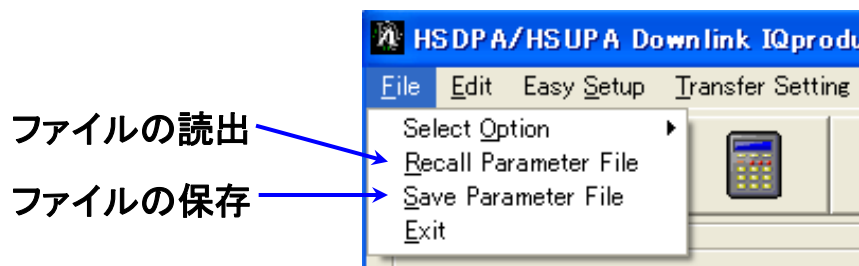 HSDPA/HSUPA Downlink IQprodu
File Edit Easy Setup Transfer Setting
Select Option
ファイルの読出
Recall Parameter File
ファイルの保存
Save Parameter File
Exit